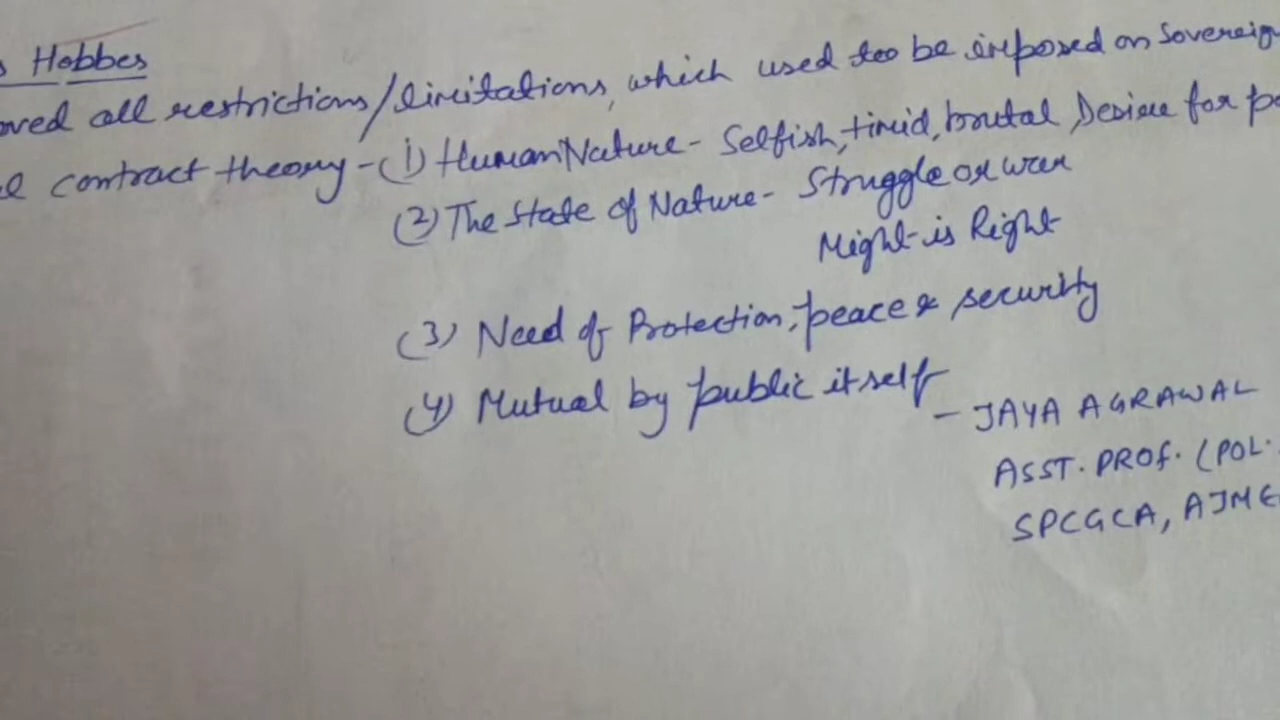 s Hobbes
oved all restrictions/limitations, which used too be imposed on Sovereign
l contract theory - (1) Human Nature - Selfish, timid, brutal, Desire for po
(2) The State of Nature - Struggle or war
Might is Right
(3) Need of Protection, peace & security
(4) Mutual by public itself
- JAYA AGRAWAL
ASST. PROF. (POL.
SPCGCA, AJME